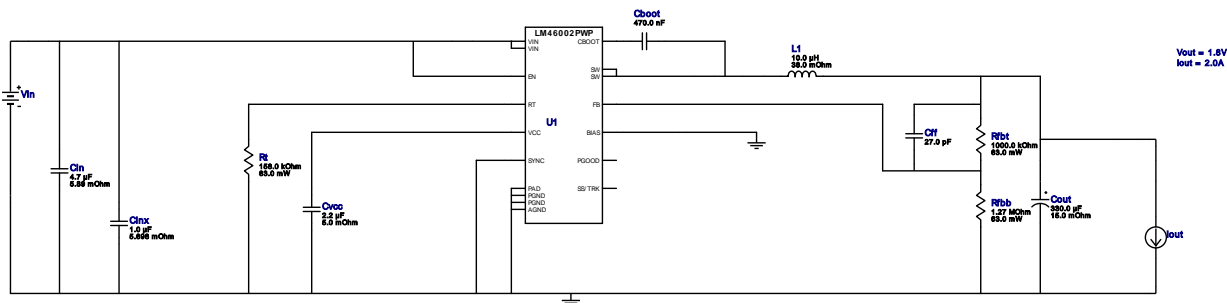 Cboot
470.0 nF
LM46002PWP
VIN
VIN
EN
RT
VCC
SYNC
PAD
PGND
PGND
AGND
CBOOT
SW
SW
FB
BIAS
PGOOD
SS/TRK
U1
L1
10.0 µH
38.0 mOhm
Vout = 1.8V
Iout = 2.0A
Vin
Cin
4.7 µF
5.89 mOhm
Cinx
1.0 µF
5.698 mOhm
Rt
158.0 kOhm
63.0 mW
Cvcc
2.2 µF
5.0 mOhm
Cff
27.0 pF
Rfbt
1000.0 kOhm
63.0 mW
Rfbb
1.27 MOhm
63.0 mW
Cout
330.0 µF
15.0 mOhm
Iout